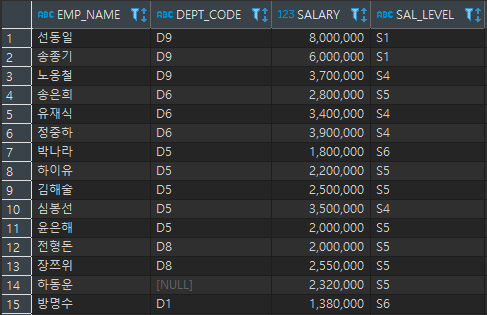 ABC EMP_NAME ABC DEPT_CODE 123 SALARY ABC SAL_LEVEL
1 선동일 D9 8,000,000 S1
2 송종기 D9 6,000,000 S1
3 노옹철 D9 3,700,000 S4
4 송은희 D6 2,800,000 S5
5 유재식 D6 3,400,000 S4
6 정중하 D6 3,900,000 S4
7 박나라 D5 1,800,000 S6
8 하이유 D5 2,200,000 S5
9 김해술 D5 2,500,000 S5
10 심봉선 D5 3,500,000 S4
11 윤은해 D5 2,000,000 S5
12 전형돈 D8 2,000,000 S5
13 장쯔위 D8 2,550,000 S5
14 하동운 [NULL] 2,320,000 S5
15 방명수 D1 1,380,000 S6